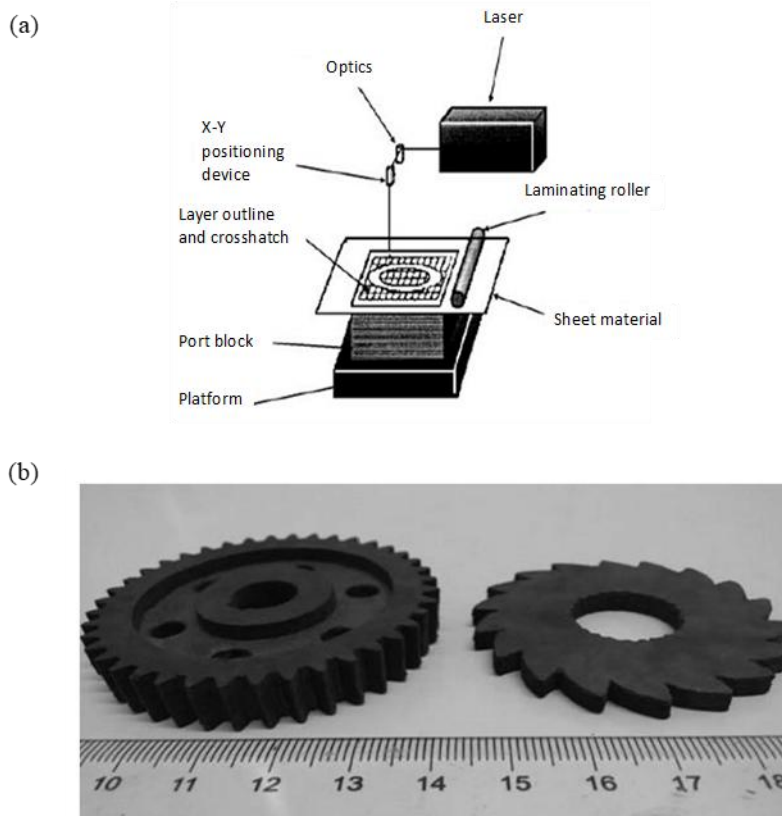 (a)
Laser
Optics
X-Y
positioning
device
Laminating roller
Layer outline
and crosshatch
Sheet material
Port block
Platform
(b)
10 11 12 13 14 15 16 17 18